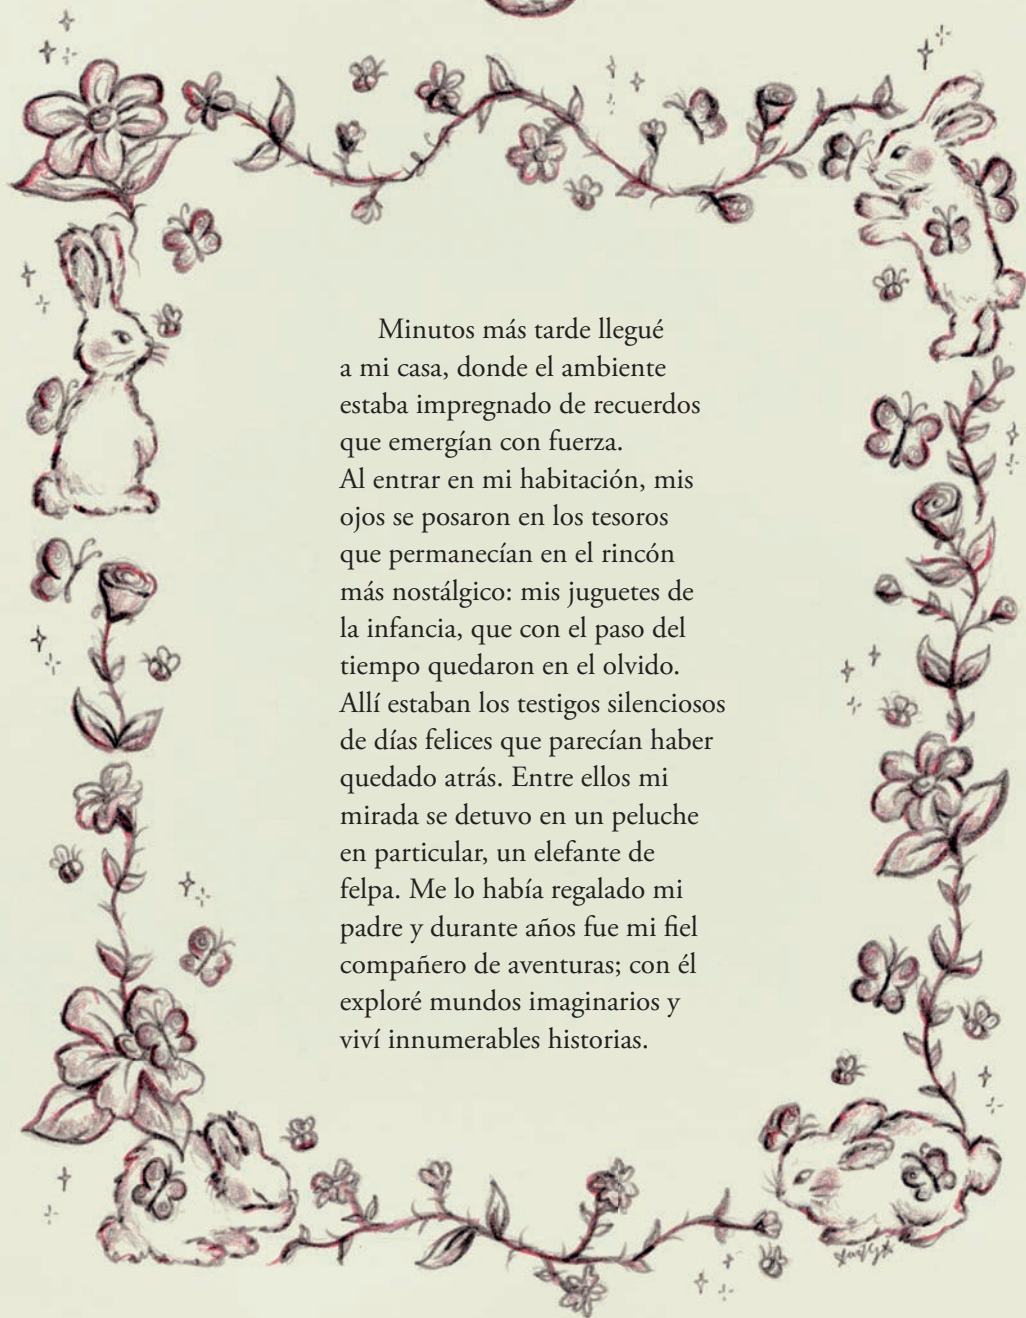 Minutos más tarde llegué
a mi casa, donde el ambiente
estaba impregnado de recuerdos
que emergían con fuerza.
Al entrar en mi habitación, mis
ojos se posaron en los tesoros
que permanecían en el rincón
más nostálgico: mis juguetes de
la infancia, que con el paso del
tiempo quedaron en el olvido.
Allí estaban los testigos silenciosos
de días felices que parecían haber
quedado atrás. Entre ellos mi
mirada se detuvo en un peluche
en particular, un elefante de
felpa. Me lo había regalado mi
padre y durante años fue mi fiel
compañero de aventuras; con él
exploré mundos imaginarios y
viví innumerables historias.